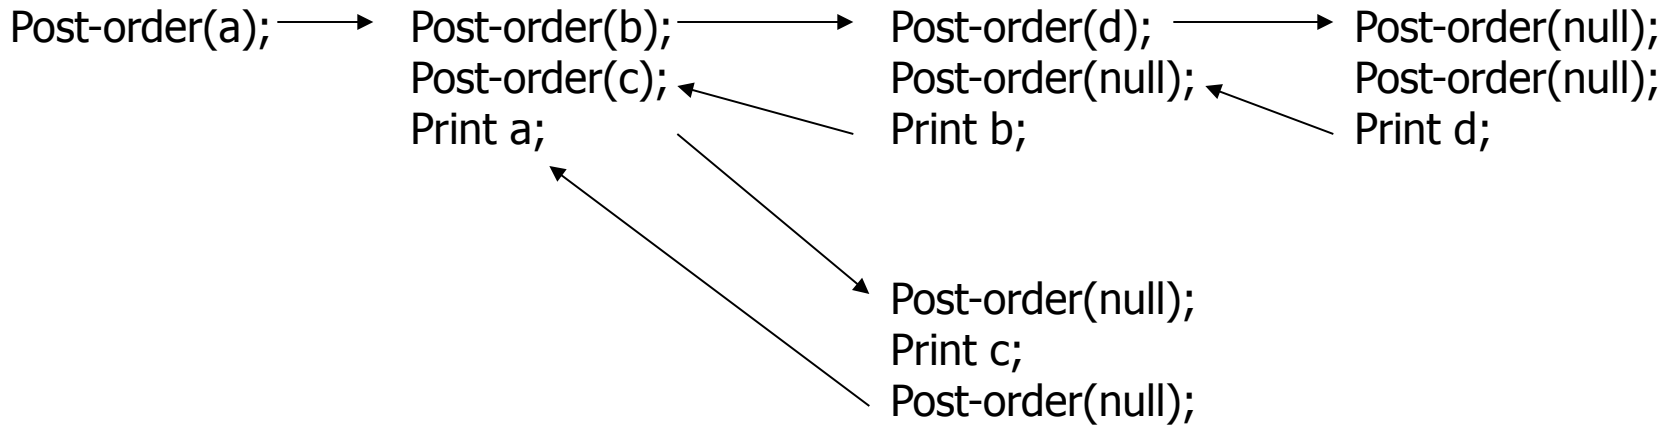 Post-order(a);
Post-order(b);
Post-order(c);
Print a;
Post-order(d);
Post-order(null);
Print b;
Post-order(null);
Post-order(null);
Print d;
Post-order(null);
Print c;
Post-order(null);